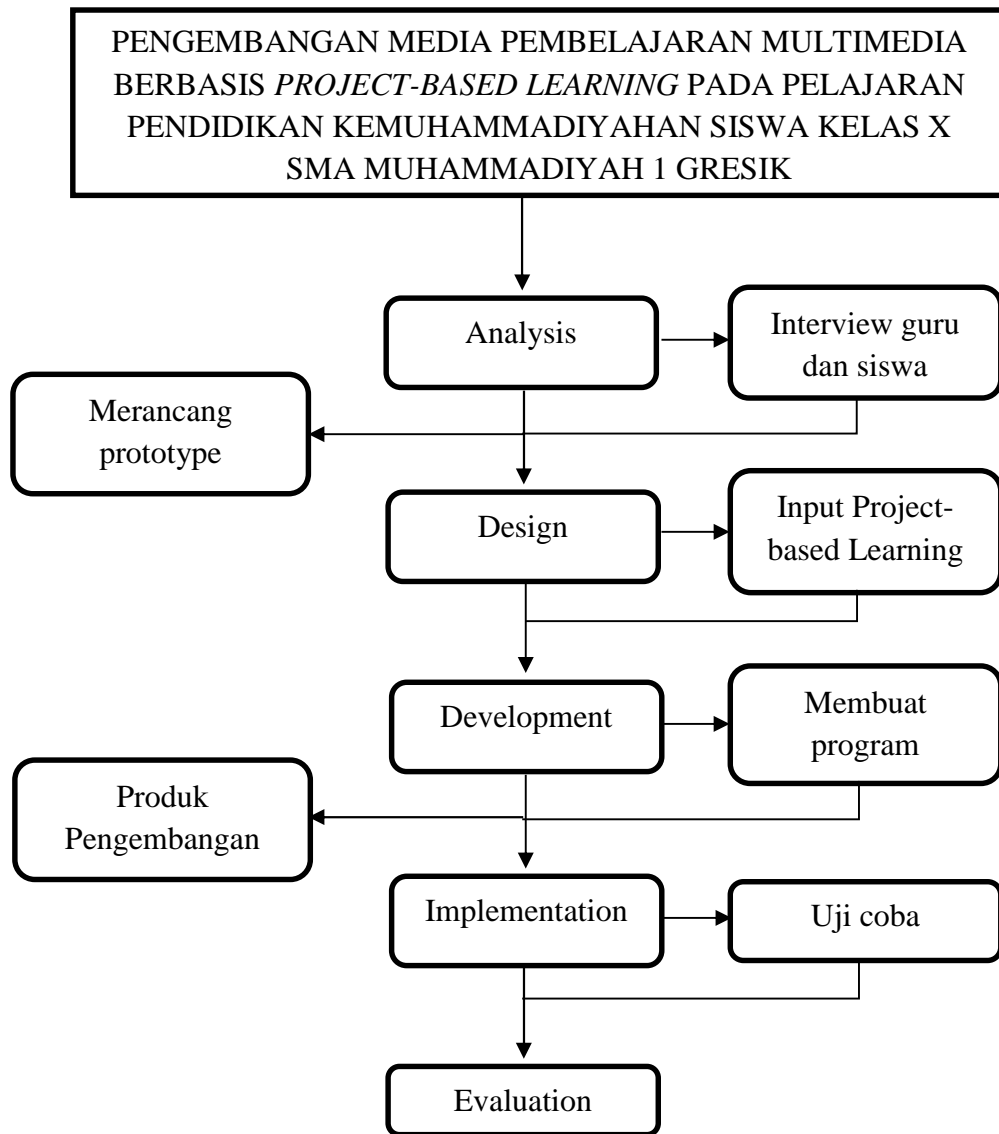 PENGEMBANGAN MEDIA PEMBELAJARAN MULTIMEDIA
BERBASIS PROJECT-BASED LEARNING PADA PELAJARAN
PENDIDIKAN KEMUHAMMADIYAHAN SISWA KELAS X
SMA MUHAMMADIYAH 1 GRESIK
Analysis
Interview guru
dan siswa
Merancang
prototype
Design
Input Project-
based Learning
Development
Membuat
program
Produk
Pengembangan
Implementation
Uji coba
Evaluation